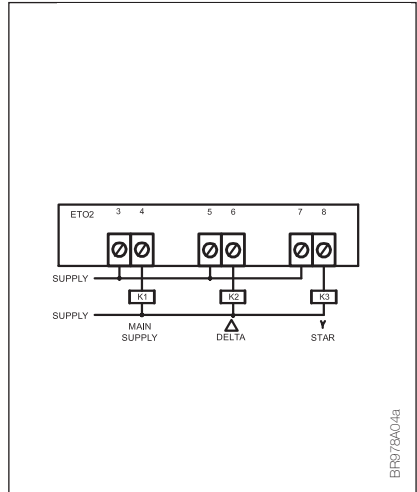 ETO2 3 4 5 6 7 8
SUPPLY
K1 K2 K3
SUPPLY
MAIN SUPPLY
DELTA
STAR
BR978A04a